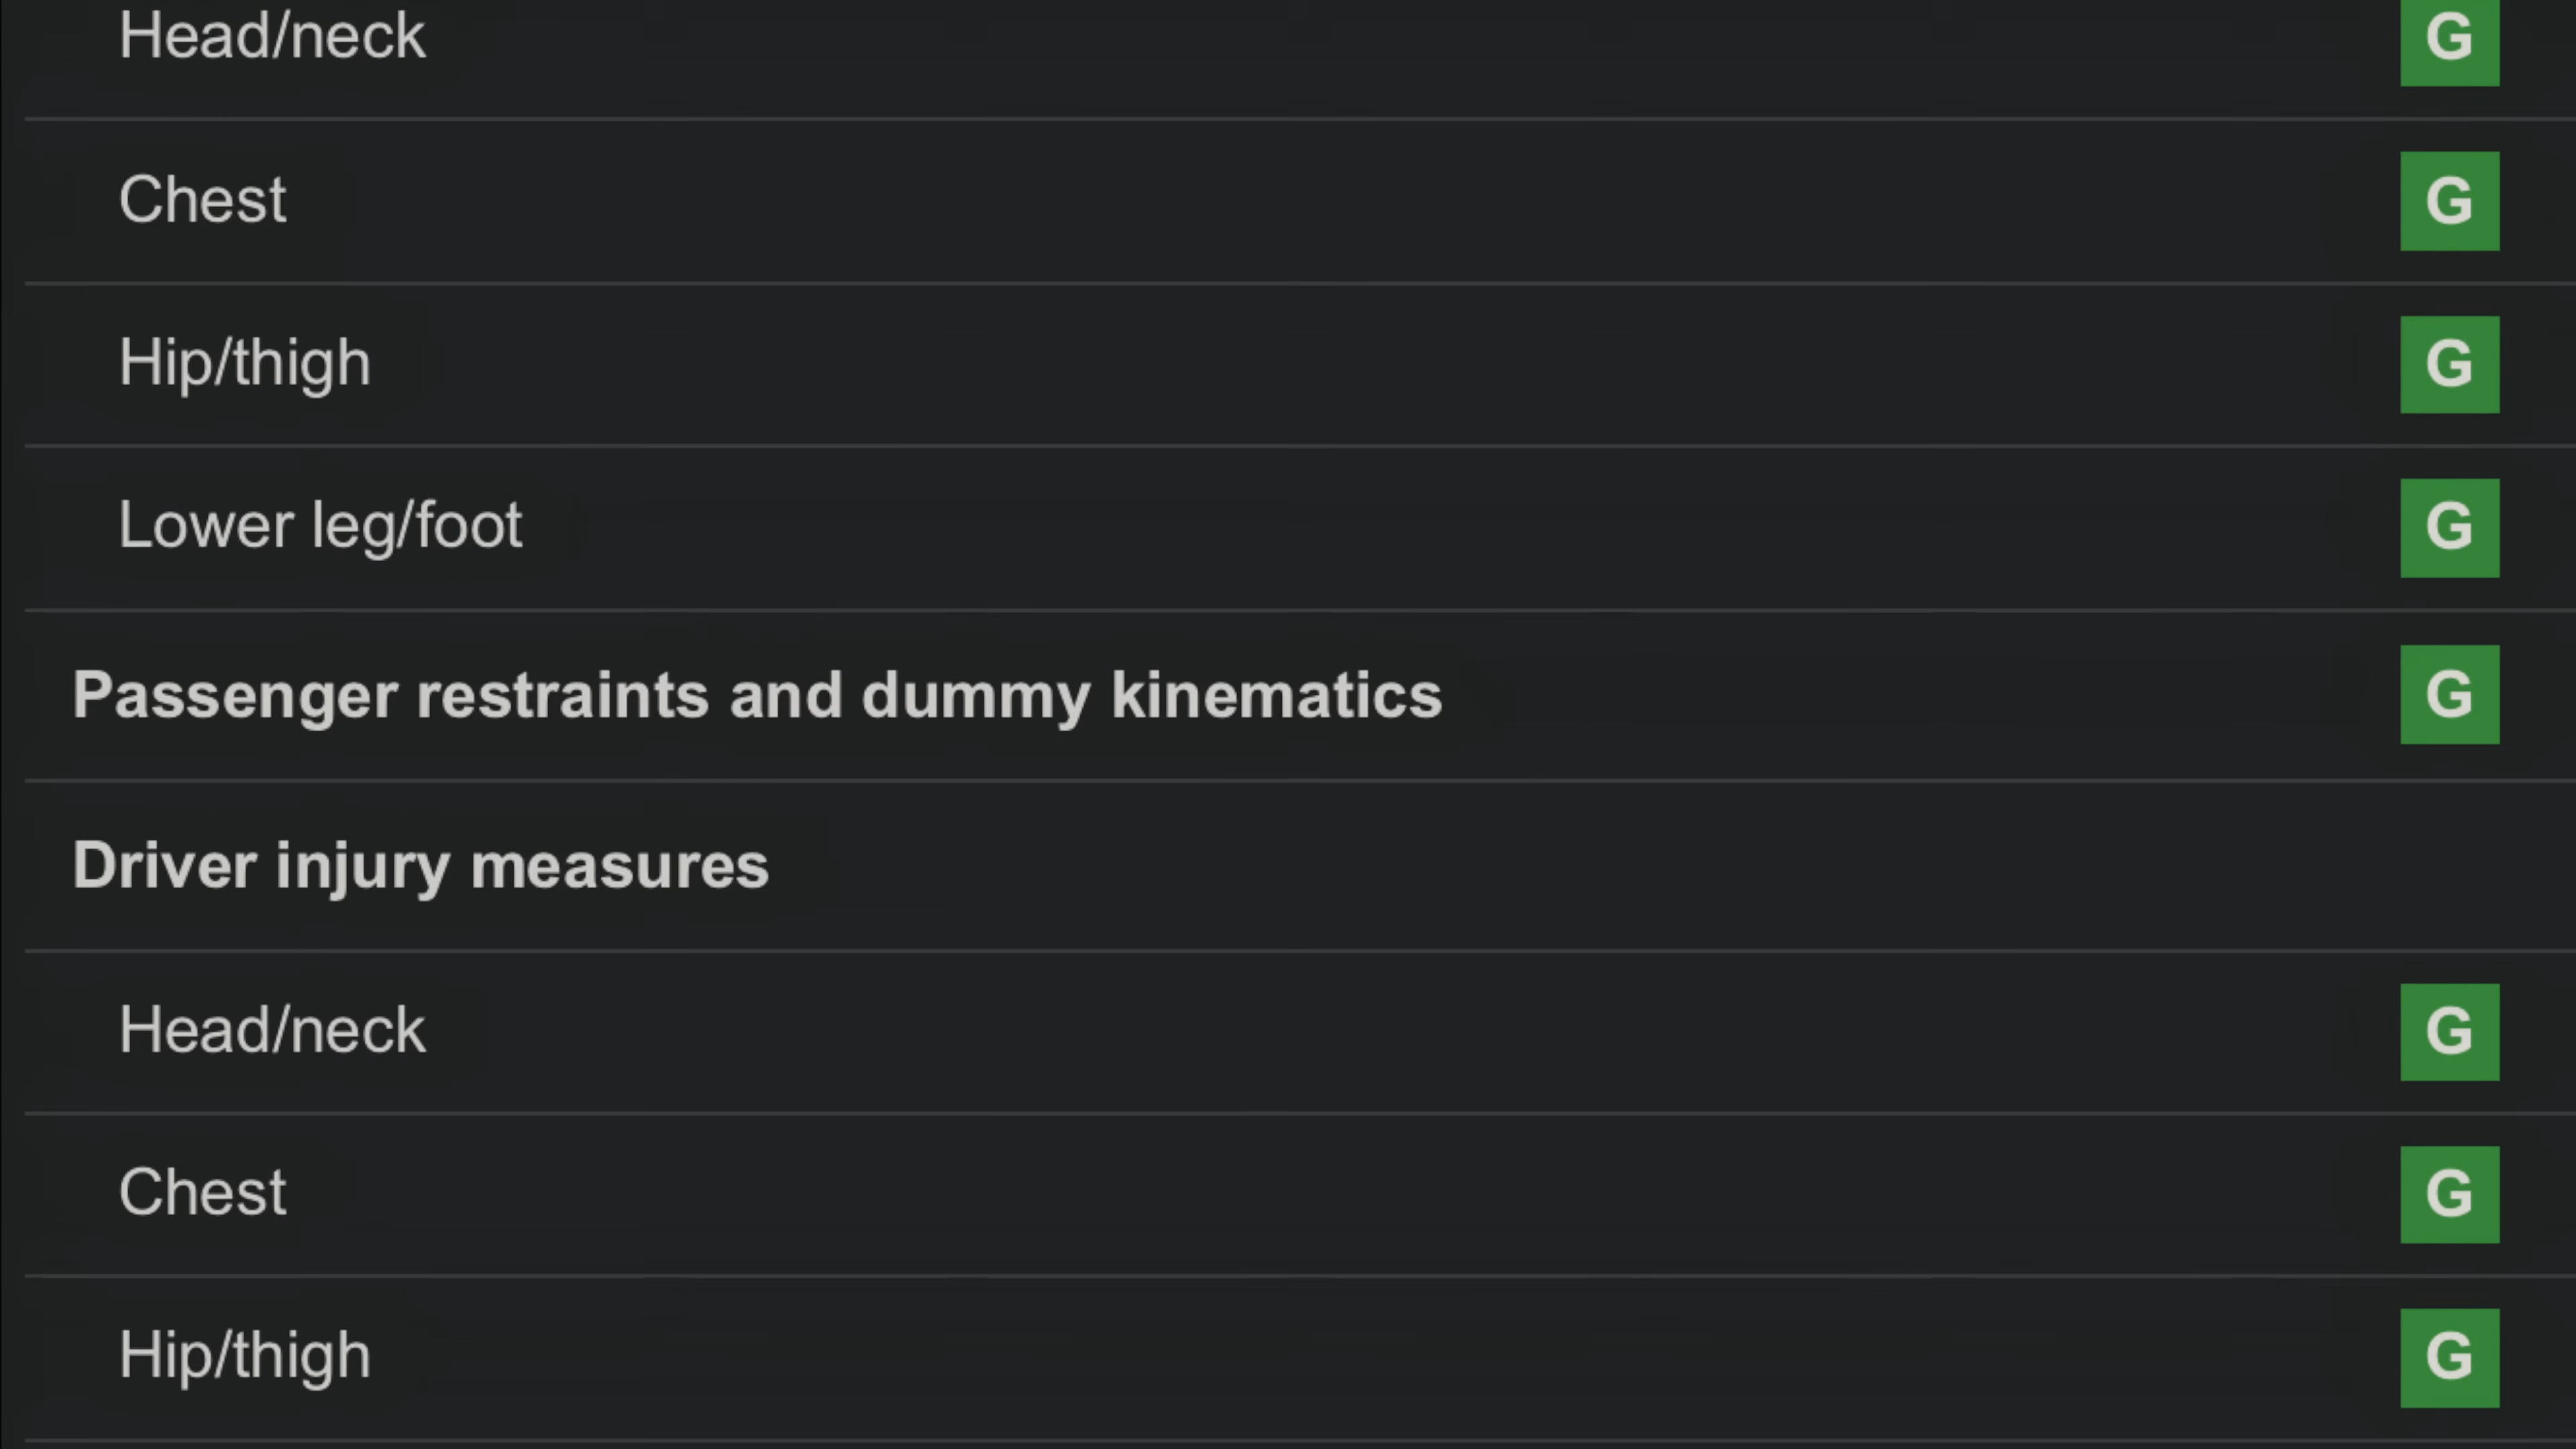 Head/neck G
Chest G
Hip/thigh G
Lower leg/foot G
Passenger restraints and dummy kinematics G
Driver injury measures
Head/neck G
Chest G
Hip/thigh G